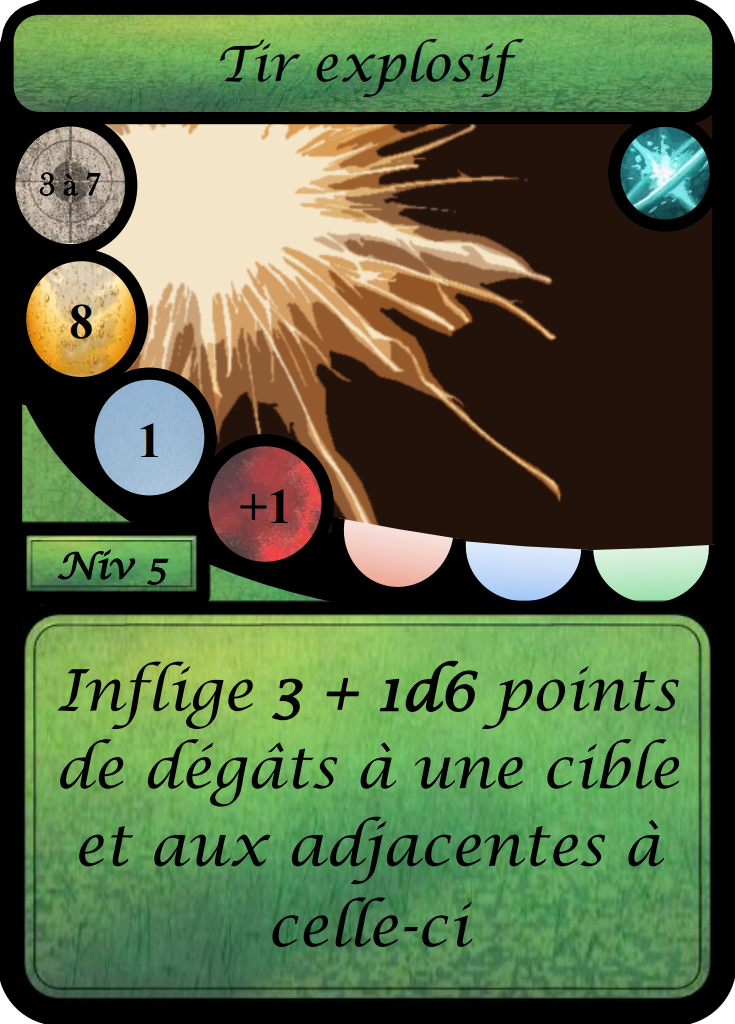 Tir explosif
3 à 7
8
1
+1
Niv 5
Inflige 3 + 1d6 points
de dégâts à une cible
et aux adjacentes à
celle-ci